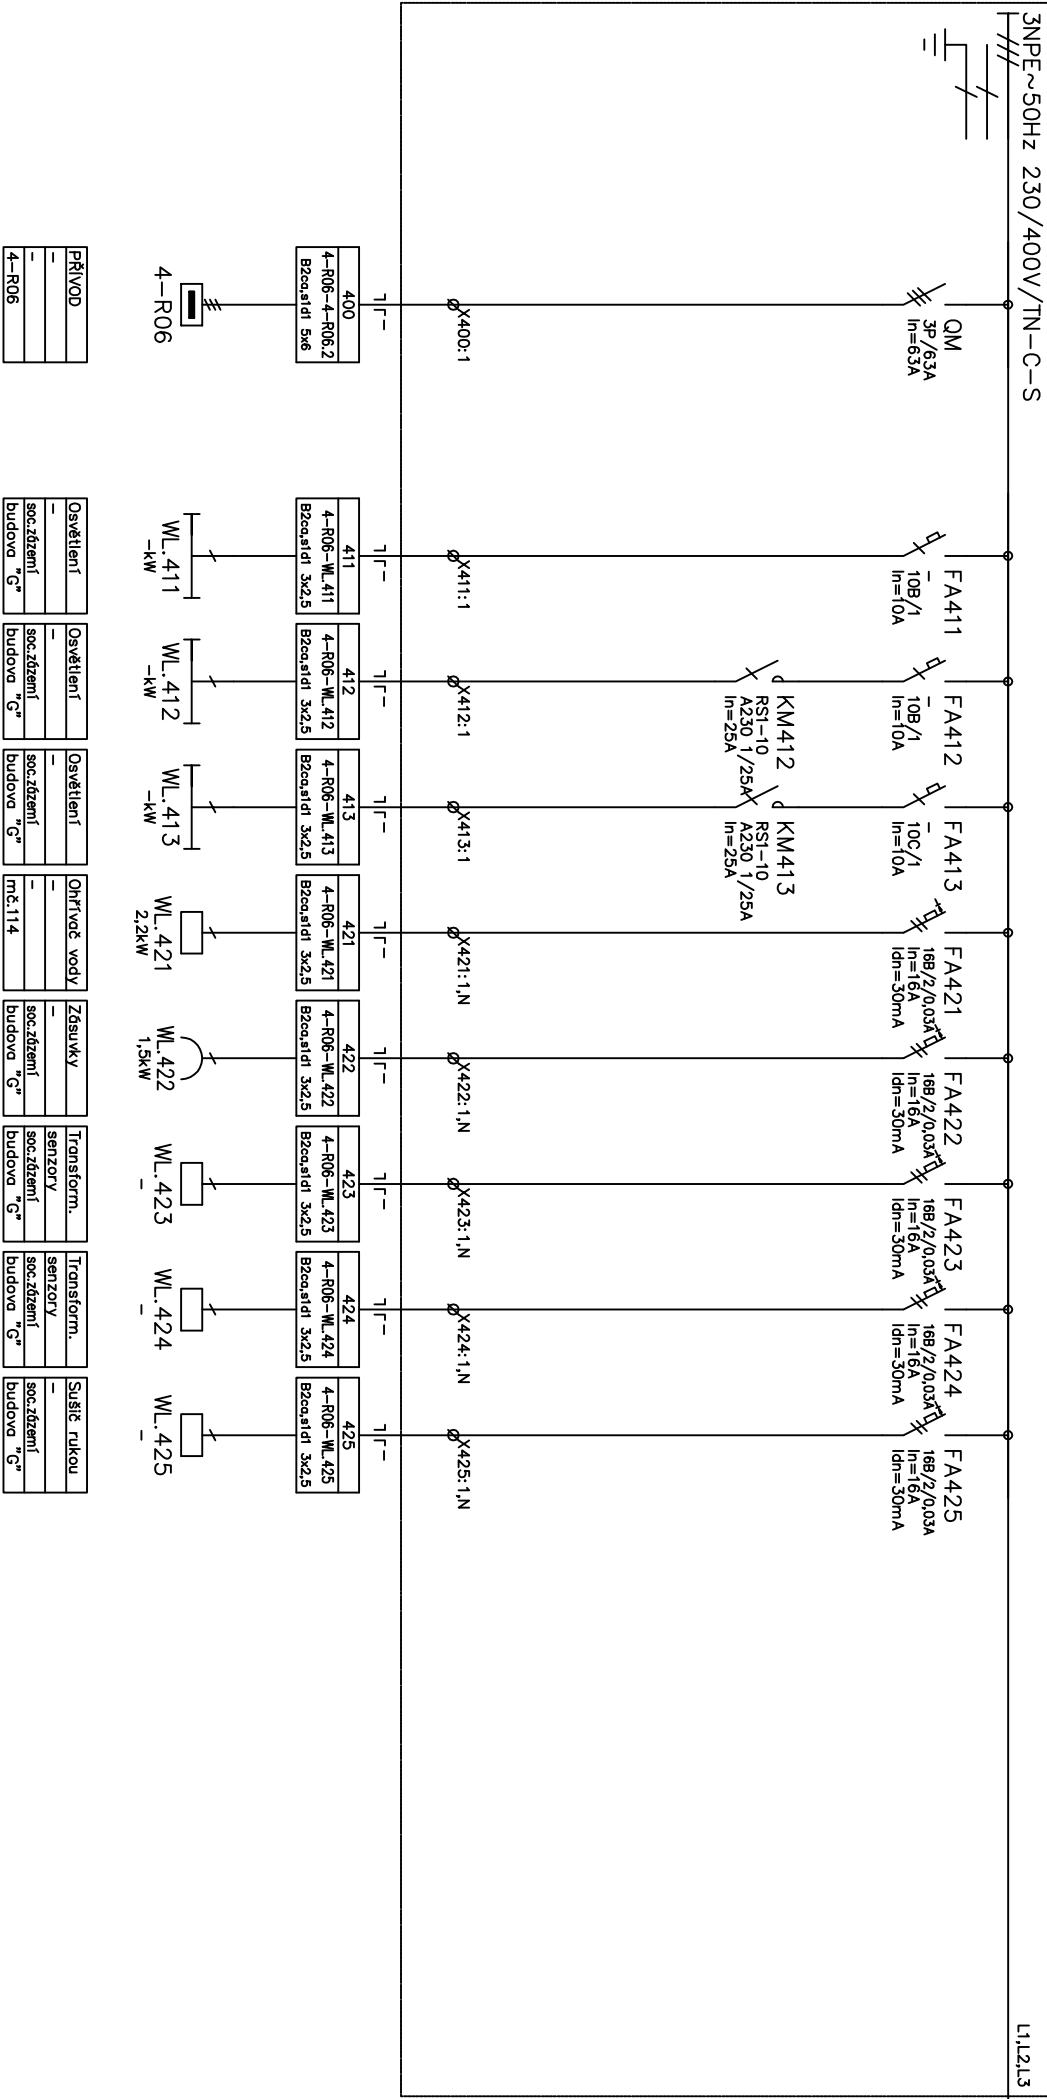 3NPE~50Hz 230/400V/TN-C-S
L1,L2,L3
QM
3P/63A
In=63A
FA411
-
10B/1
In=10A
FA412
-
10B/1
In=10A
FA413
-
10C/1
In=10A
FA421
16B/2/0,03A
In=16A
Idn=30mA
FA422
16B/2/0,03A
In=16A
Idn=30mA
FA423
16B/2/0,03A
In=16A
Idn=30mA
FA424
16B/2/0,03A
In=16A
Idn=30mA
FA425
16B/2/0,03A
In=16A
Idn=30mA
KM412
RS1-10
A230 1/25A
In=25A
KM413
RS1-10
A230 1/25A
In=25A
X400:1
X411:1
X412:1
X413:1
X421:1,N
X422:1,N
X423:1,N
X424:1,N
X425:1,N
400
4-R06-4-R06.2
B2ca,s1d1 5x6
411
4-R06-WL.411
B2ca,s1d1 3x2,5
412
4-R06-WL.412
B2ca,s1d1 3x2,5
413
4-R06-WL.413
B2ca,s1d1 3x2,5
421
4-R06-WL.421
B2ca,s1d1 3x2,5
422
4-R06-WL.422
B2ca,s1d1 3x2,5
423
4-R06-WL.423
B2ca,s1d1 3x2,5
424
4-R06-WL.424
B2ca,s1d1 3x2,5
425
4-R06-WL.425
B2ca,s1d1 3x2,5
4-R06
WL.411
-kW
WL.412
-kW
WL.413
-kW
WL.421
2,2kW
WL.422
1,5kW
WL.423
-
WL.424
-
WL.425
-
PŘÍVOD
-
-
4-R06
Osvětlení
-
soc.zázemí
budova "G"
Osvětlení
-
soc.zázemí
budova "G"
Osvětlení
-
soc.zázemí
budova "G"
Ohřívač vody
-
-
mč.114
Zásuvky
-
soc.zázemí
budova "G"
Transform.
senzory
soc.zázemí
budova "G"
Transform.
senzory
soc.zázemí
budova "G"
Sušič rukou
-
soc.zázemí
budova "G"